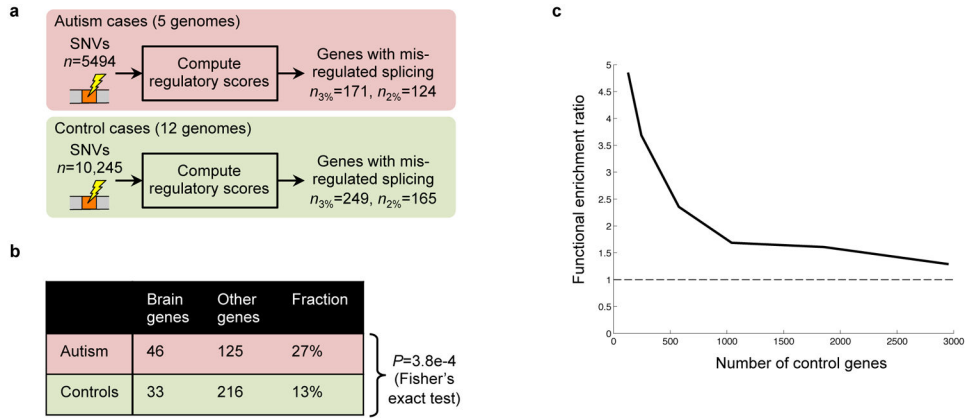 a
Autism cases (5 genomes)
SNVs
n=5494
Compute
regulatory scores
Genes with mis-
regulated splicing
n3%=171, n2%=124
Control cases (12 genomes)
SNVs
n=10,245
Compute
regulatory scores
Genes with mis-
regulated splicing
n3%=249, n2%=165
b
Brain genes Other genes Fraction
Autism 46 125 27%
Controls 33 216 13%
P=3.8e-4
(Fisher's
exact test)
c
Functional enrichment ratio
5
4.5
4
3.5
3
2.5
2
1.5
1
0.5
0
0 500 1000 1500 2000 2500 3000
Number of control genes